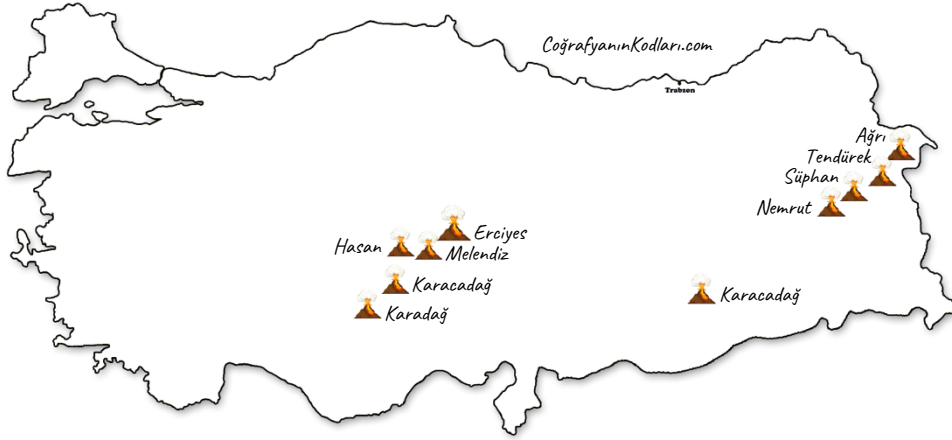 CoğrafyanınKodları.com
Trabzon
Ağrı
Tendürek
Süphan
Nemrut
Erciyes
Hasan
Melendiz
Karacadağ
Karacadağ
Karadağ